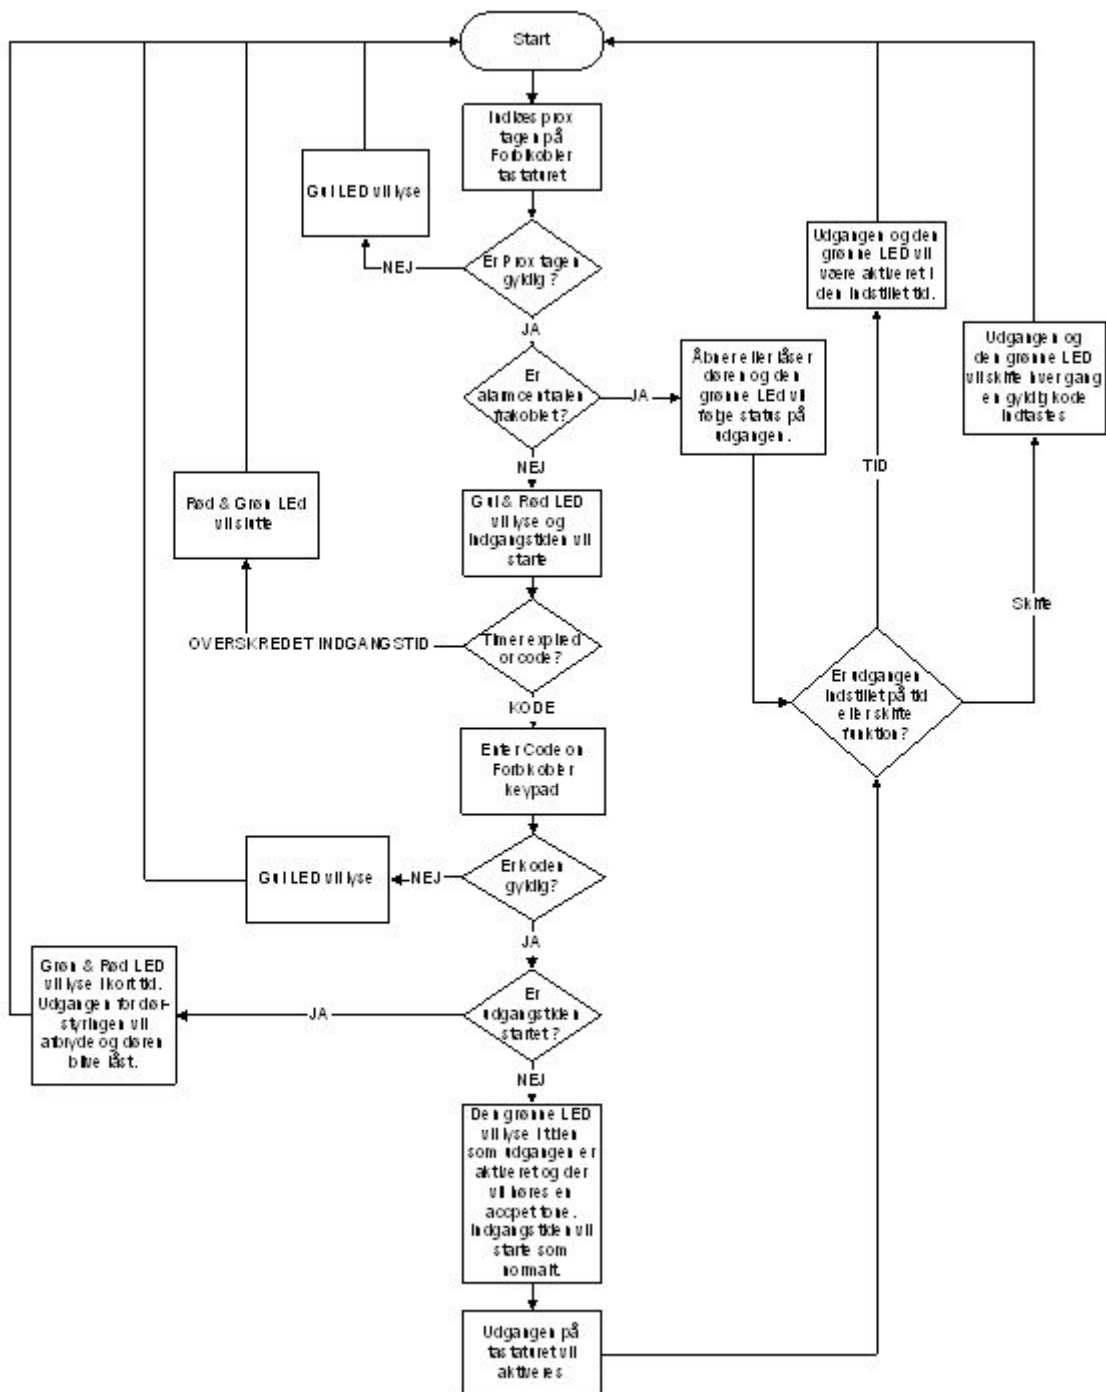 Start
Indlæs prox
tagen på
Forbikobler
tastaturet
Gul LED vil lyse
NEJ
Er Prox tagen
gyldig?
JA
Er
alarmcentralen
frakoblet?
JA
Åbner eller låser
døren og den
grønne LEd vil
følge status på
udgangen.
Udgangen og den
grønne LED vil
være aktiveret i
den indstillet tid.
Udgangen og
den grønne LED
vil skifte hver gang
en gyldig kode
indtastes
NEJ
TID
Rød & Grøn LEd
vil slutte
Gul & Rød LED
vil lyse og
indgangstiden vil
starte
Skifte
OVERSKREDET INDGANGSTID
Timer expired
or code?
Er udgangen
indstillet på tid
eller skifte
funktion?
KODE
Enter Code on
Forbikobler
keypad
Gul LED vil lyse
NEJ
Er koden
gyldig?
JA
Grøn & Rød LED
vil lyse i kort tid.
Udgangen for dør-
styringen vil
afbryde og døren
blive låst.
JA
Er
udgangstiden
startet?
NEJ
Den grønne LED
vil lyse i tiden
som udgangen er
aktiveret og der
vil høres en
accpet tone.
Indgangstiden vil
starte som
normalt.
Udgangen på
tastaturet vil
aktiveres